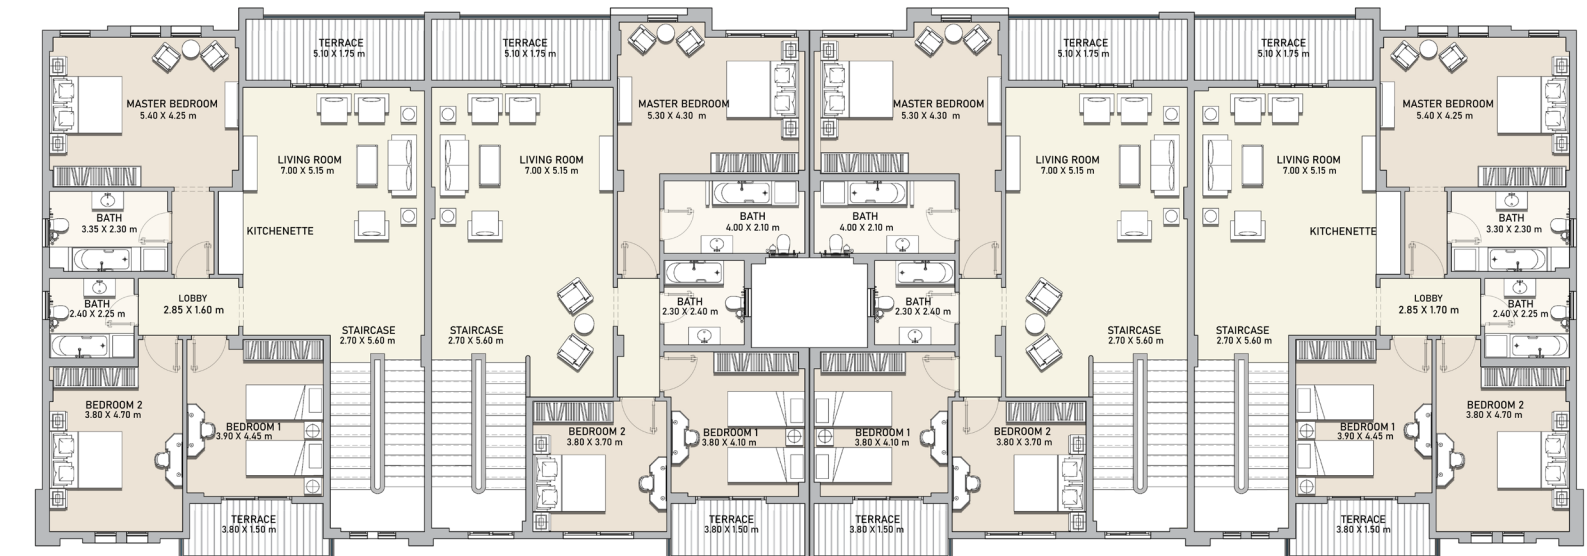 TERRACE
5.10 X 1.75 m
TERRACE
5.10 X 1.75 m
TERRACE
5.10 X 1.75 m
TERRACE
5.10 X 1.75 m
MASTER BEDROOM
5.40 X 4.25 m
MASTER BEDROOM
5.30 X 4.30 m
MASTER BEDROOM
5.30 X 4.30 m
MASTER BEDROOM
5.40 X 4.25 m
LIVING ROOM
7.00 X 5.15 m
LIVING ROOM
7.00 X 5.15 m
LIVING ROOM
7.00 X 5.15 m
LIVING ROOM
7.00 X 5.15 m
BATH
3.35 X 2.30 m
BATH
4.00 X 2.10 m
BATH
4.00 X 2.10 m
BATH
3.30 X 2.30 m
KITCHENETTE
KITCHENETTE
BATH
2.40 X 2.25 m
LOBBY
2.85 X 1.60 m
BATH
2.30 X 2.40 m
BATH
2.30 X 2.40 m
LOBBY
2.85 X 1.70 m
BATH
2.40 X 2.25 m
STAIRCASE
2.70 X 5.60 m
STAIRCASE
2.70 X 5.60 m
STAIRCASE
2.70 X 5.60 m
STAIRCASE
2.70 X 5.60 m
BEDROOM 2
3.80 X 4.70 m
BEDROOM 1
3.90 X 4.45 m
BEDROOM 2
3.80 X 3.70 m
BEDROOM 1
3.80 X 4.10 m
BEDROOM 1
3.80 X 4.10 m
BEDROOM 2
3.80 X 3.70 m
BEDROOM 1
3.90 X 4.45 m
BEDROOM 2
3.80 X 4.70 m
TERRACE
3.80 X 1.50 m
TERRACE
3.80 X 1.50 m
TERRACE
3.80 X 1.50 m
TERRACE
3.80 X 1.50 m